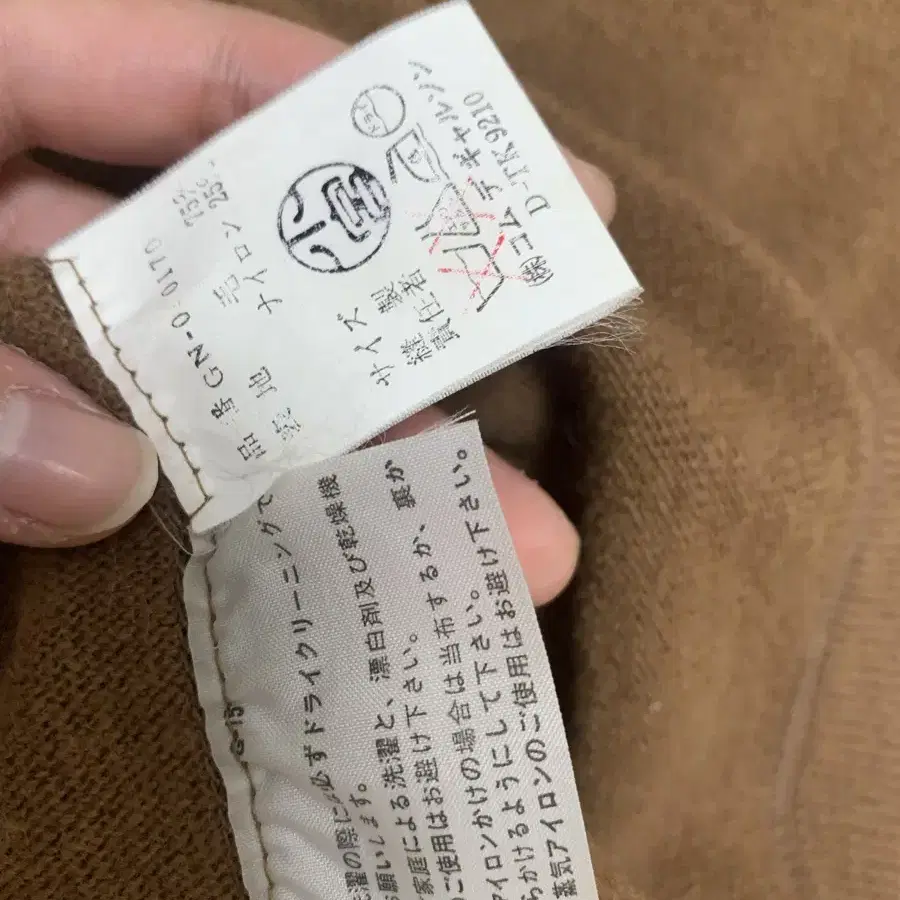 品番 GN-O 0170
表地 毛 75%
ナイロン 25%
サイズ
縫製
責任者
㈱コム デ ギャルソン
D-TK9210
洗濯の際に必ずドライクリーニングで
お願いします。
ご家庭による洗濯と、漂白剤及び乾燥機
のご使用はお避け下さい。
アイロンかけの場合は当布するか、裏か
らかけるようにして下さい。
蒸気アイロンのご使用はお避け下さい。
G-15